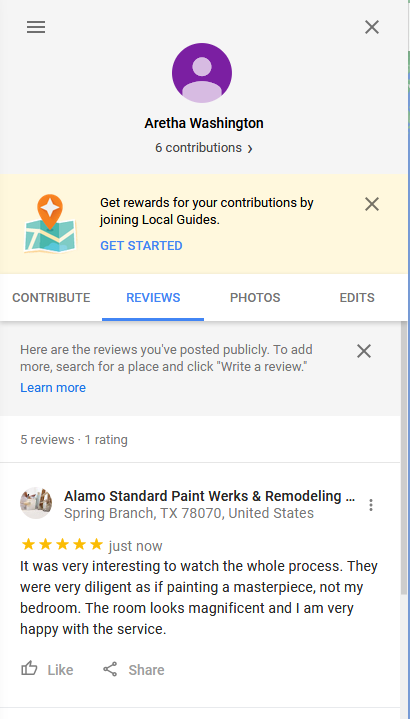 Aretha Washington
6 contributions ›
Get rewards for your contributions by
joining Local Guides.
GET STARTED
CONTRIBUTE REVIEWS PHOTOS EDITS
Here are the reviews you've posted publicly. To add
more, search for a place and click "Write a review."
Learn more
5 reviews · 1 rating
Alamo Standard Paint Werks & Remodeling ...
Spring Branch, TX 78070, United States
just now
It was very interesting to watch the whole process. They
were very diligent as if painting a masterpiece, not my
bedroom. The room looks magnificent and I am very
happy with the service.
Like Share